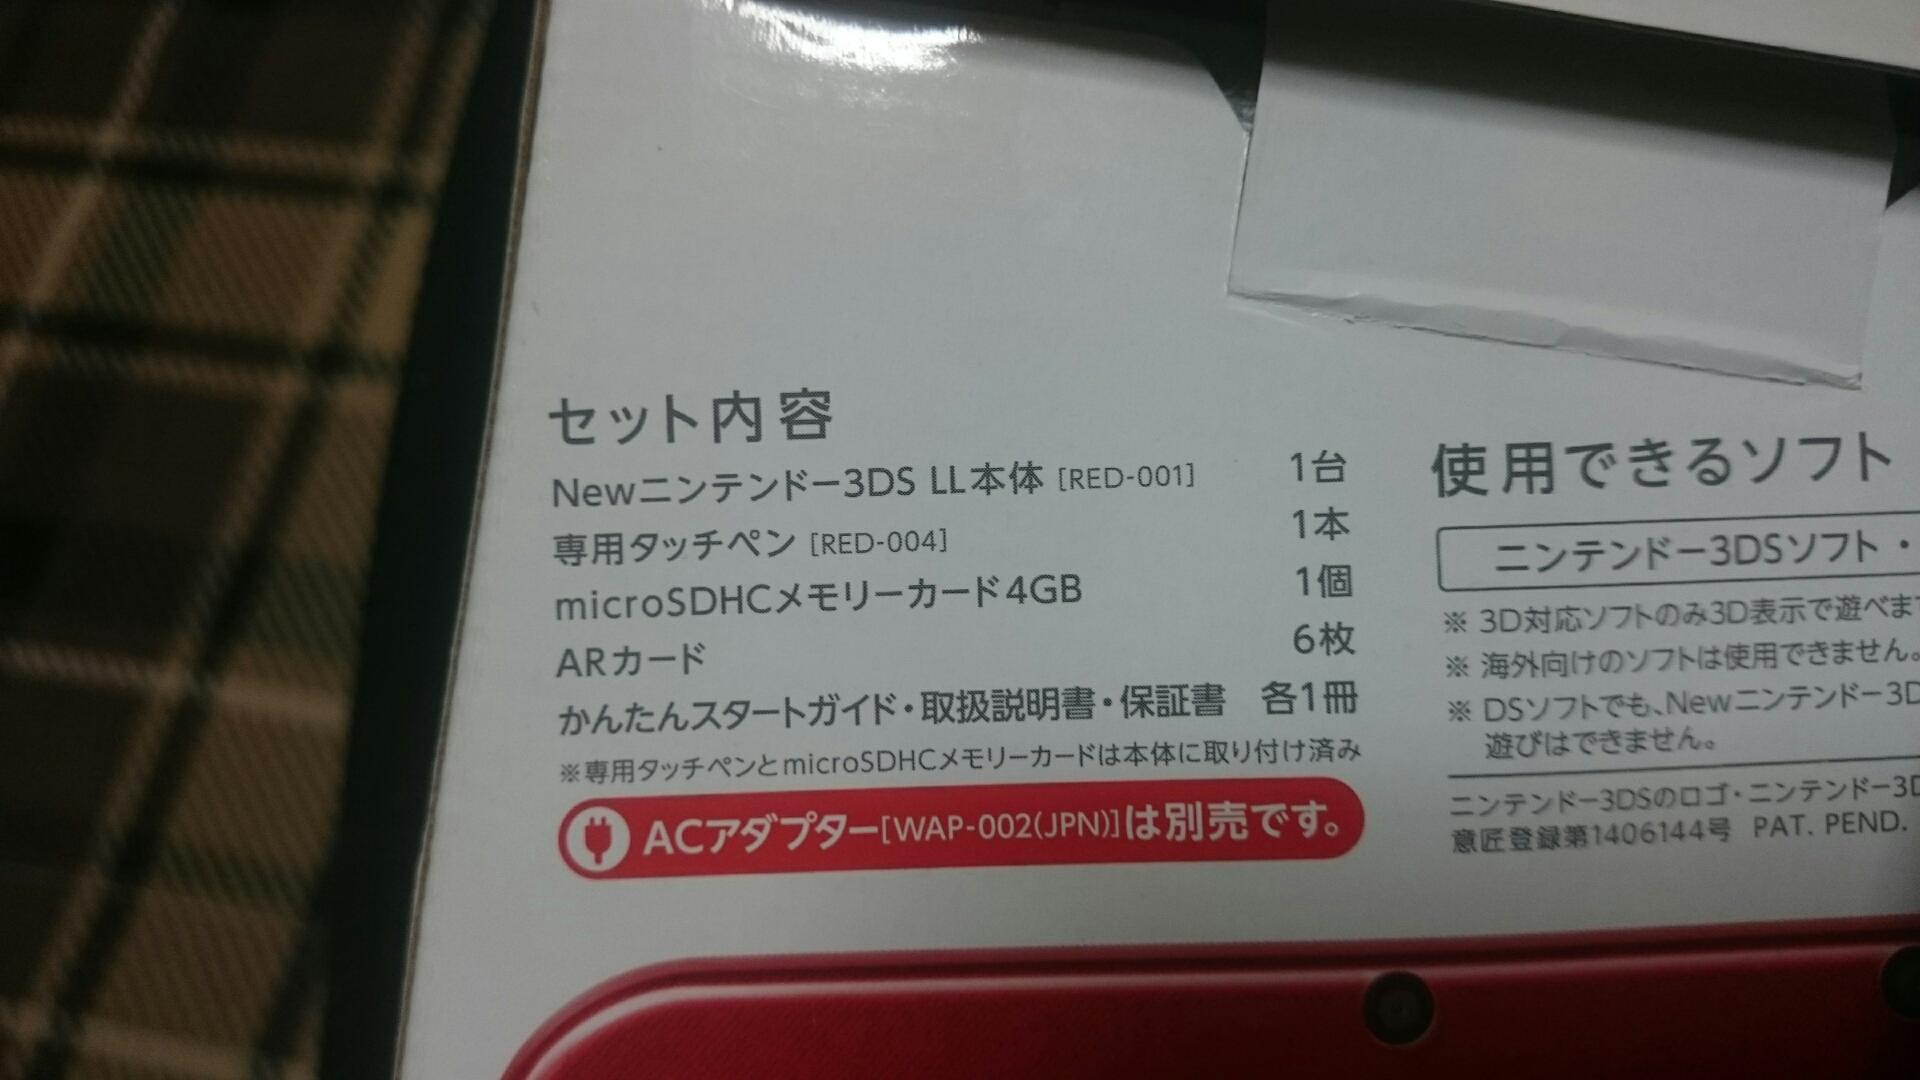 セット内容
Newニンテンドー3DS LL本体 [RED-001] 1台
専用タッチペン [RED-004] 1本
microSDHCメモリーカード4GB 1個
ARカード 6枚
かんたんスタートガイド・取扱説明書・保証書 各1冊
※専用タッチペンとmicroSDHCメモリーカードは本体に取り付け済み
ACアダプター[WAP-002(JPN)]は別売です。
使用できるソフト
ニンテンドー3DSソフト・
※ 3D対応ソフトのみ3D表示で遊べま
※ 海外向けのソフトは使用できません。
※ DSソフトでも、Newニンテンドー3D
遊びはできません。
ニンテンドー3DSのロゴ・ニンテンドー3D
意匠登録第1406144号 PAT. PEND.